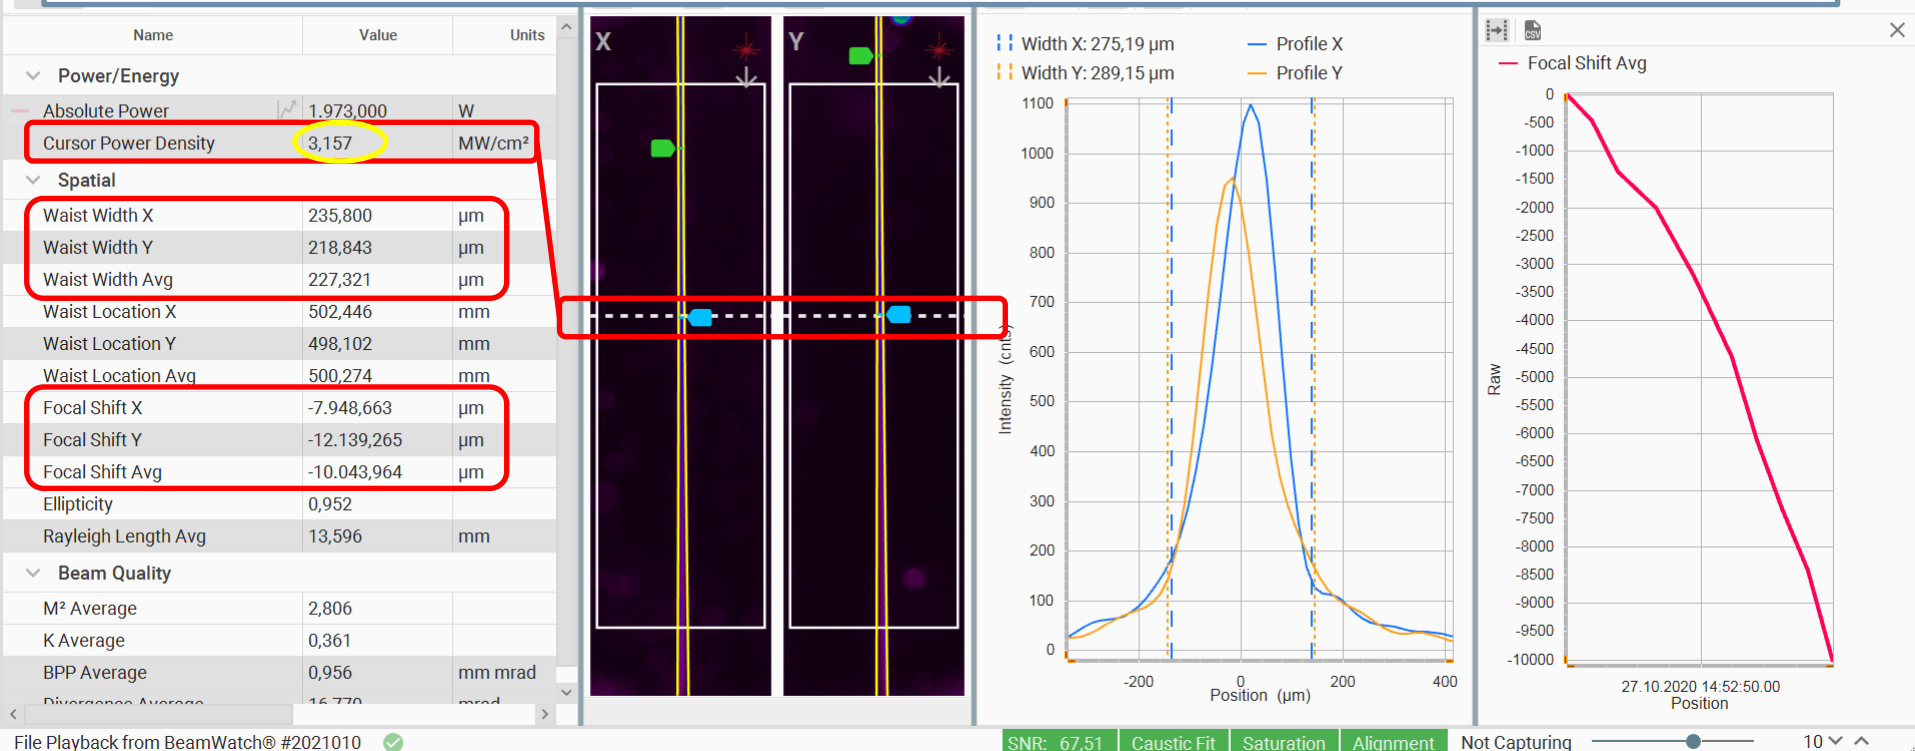 Name Value Units
Power/Energy
Absolute Power 1.973,000 W
Cursor Power Density 3,157 MW/cm²
Spatial
Waist Width X 235,800 µm
Waist Width Y 218,843 µm
Waist Width Avg 227,321 µm
Waist Location X 502,446 mm
Waist Location Y 498,102 mm
Waist Location Avg 500,274 mm
Focal Shift X -7.948,663 µm
Focal Shift Y -12.139,265 µm
Focal Shift Avg -10.043,964 µm
Ellipticity 0,952
Rayleigh Length Avg 13,596 mm
Beam Quality
M² Average 2,806
K Average 0,361
BPP Average 0,956 mm mrad
Divergence Average 16,770 mrad
X
Y
Width X: 275,19 µm Profile X
Width Y: 289,15 µm Profile Y
1100
1000
900
800
700
600
500
400
300
200
100
0
Intensity (cnts)
-200 0 200 400
Position (µm)
CSV
Focal Shift Avg
0
-500
-1000
-1500
-2000
-2500
-3000
-3500
-4000
-4500
-5000
-5500
-6000
-6500
-7000
-7500
-8000
-8500
-9000
-9500
-10000
Raw
27.10.2020 14:52:50.00
Position
File Playback from BeamWatch® #2021010 SNR: 67,51 Caustic Fit Saturation Alignment Not Capturing 10